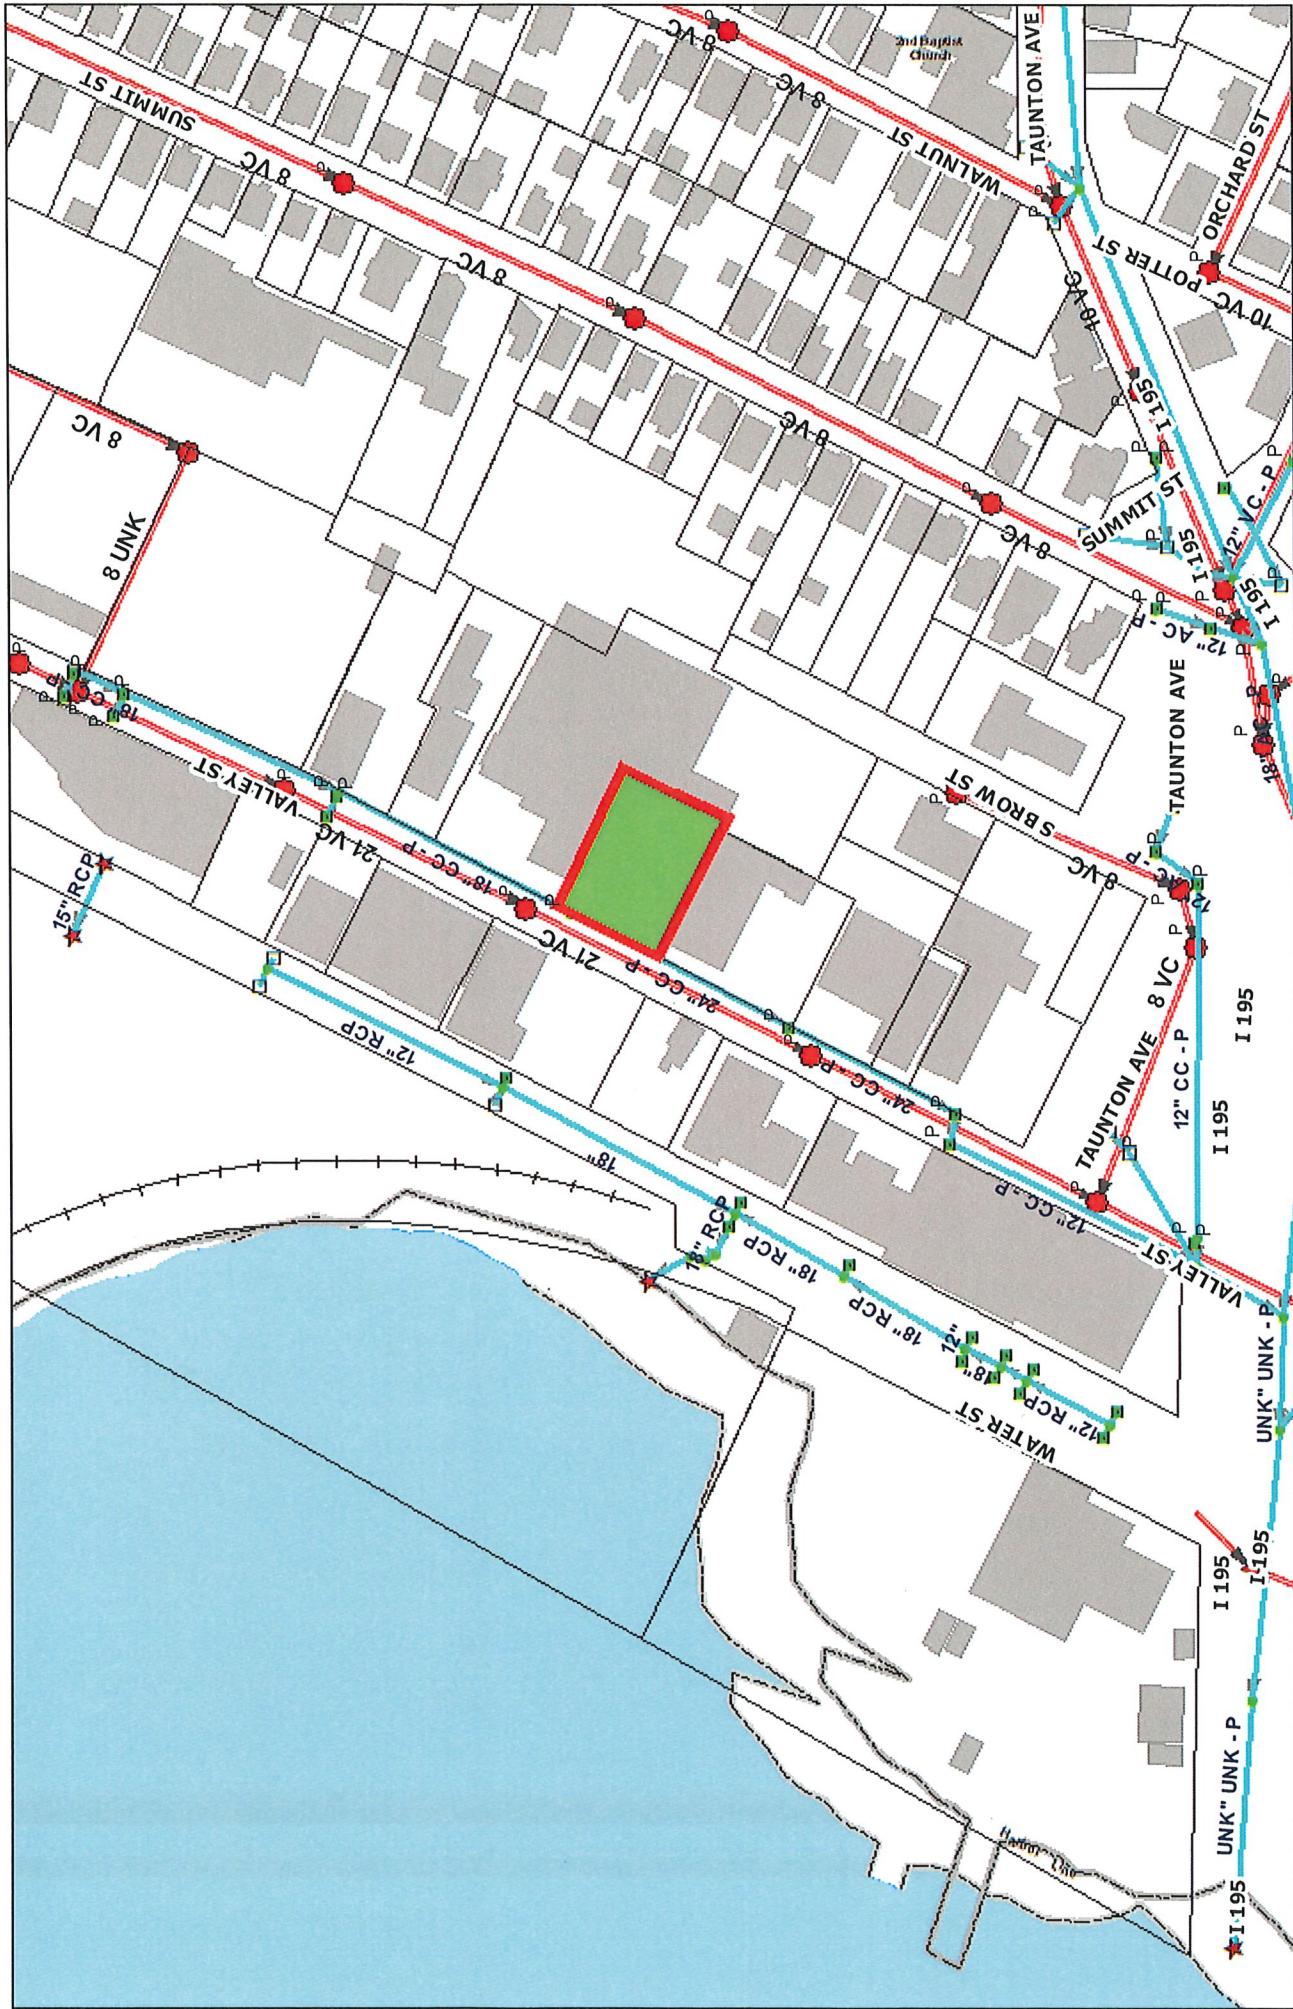 SUMMIT ST
8 VC
8 VC
2nd Baptist
Church
TAUNTON AVE
8 VC
8 VC
WALNUT ST
8 VC
8 UNK
8 VC
10 VC
POTTER ST
ORCHARD ST
10 VC
18" CC - P
VALLEY ST
8 VC
I 195
SUMMIT ST
12" VC - P
15" RCP
21 VC
18" CC - P
8 VC
I 195
I 195
12" AC - P
TAUNTON AVE
21 VC
24" CC - P
S BROW ST
8 VC
12" RCP
24" CC - P
8 VC
TAUNTON AVE
12" CC - P
I 195
I 195
18"
12" CC - P
18" RCP
18" RCP
VALLEY ST
18" RCP
12"
18"
12" RCP
WATER ST
UNK" UNK - P
I 195
I 195
UNK" UNK - P
I 195